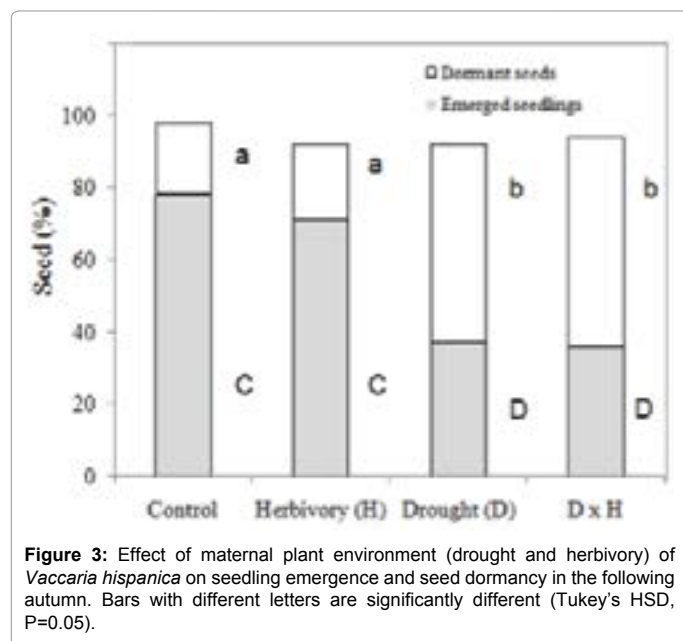 Dormant seeds
Emerged seedlings
Seed (%)
100
80
60
40
20
0
a
a
b
b
C
C
D
D
Control
Herbivory (H)
Drought (D)
D x H
Figure 3: Effect of maternal plant environment (drought and herbivory) of
Vaccaria hispanica on seedling emergence and seed dormancy in the following
autumn. Bars with different letters are significantly different (Tukey's HSD,
P=0.05).